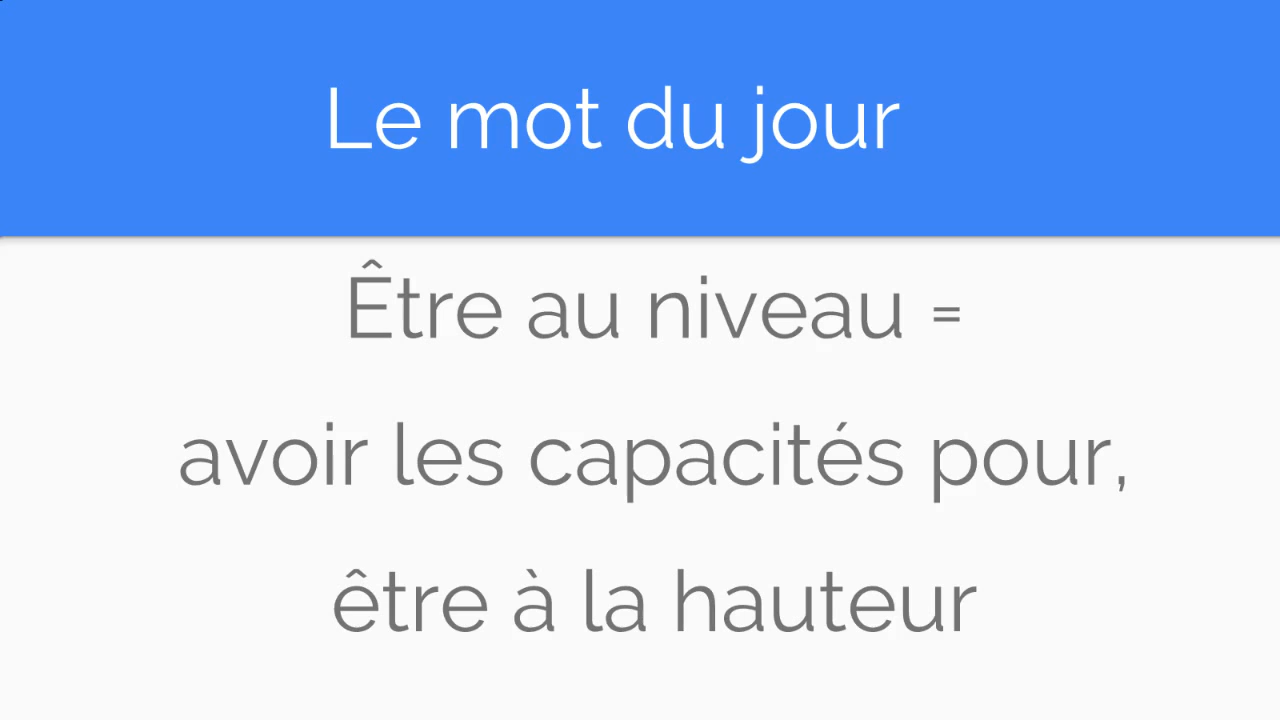 Le mot du jour
Être au niveau =
avoir les capacités pour,
être à la hauteur